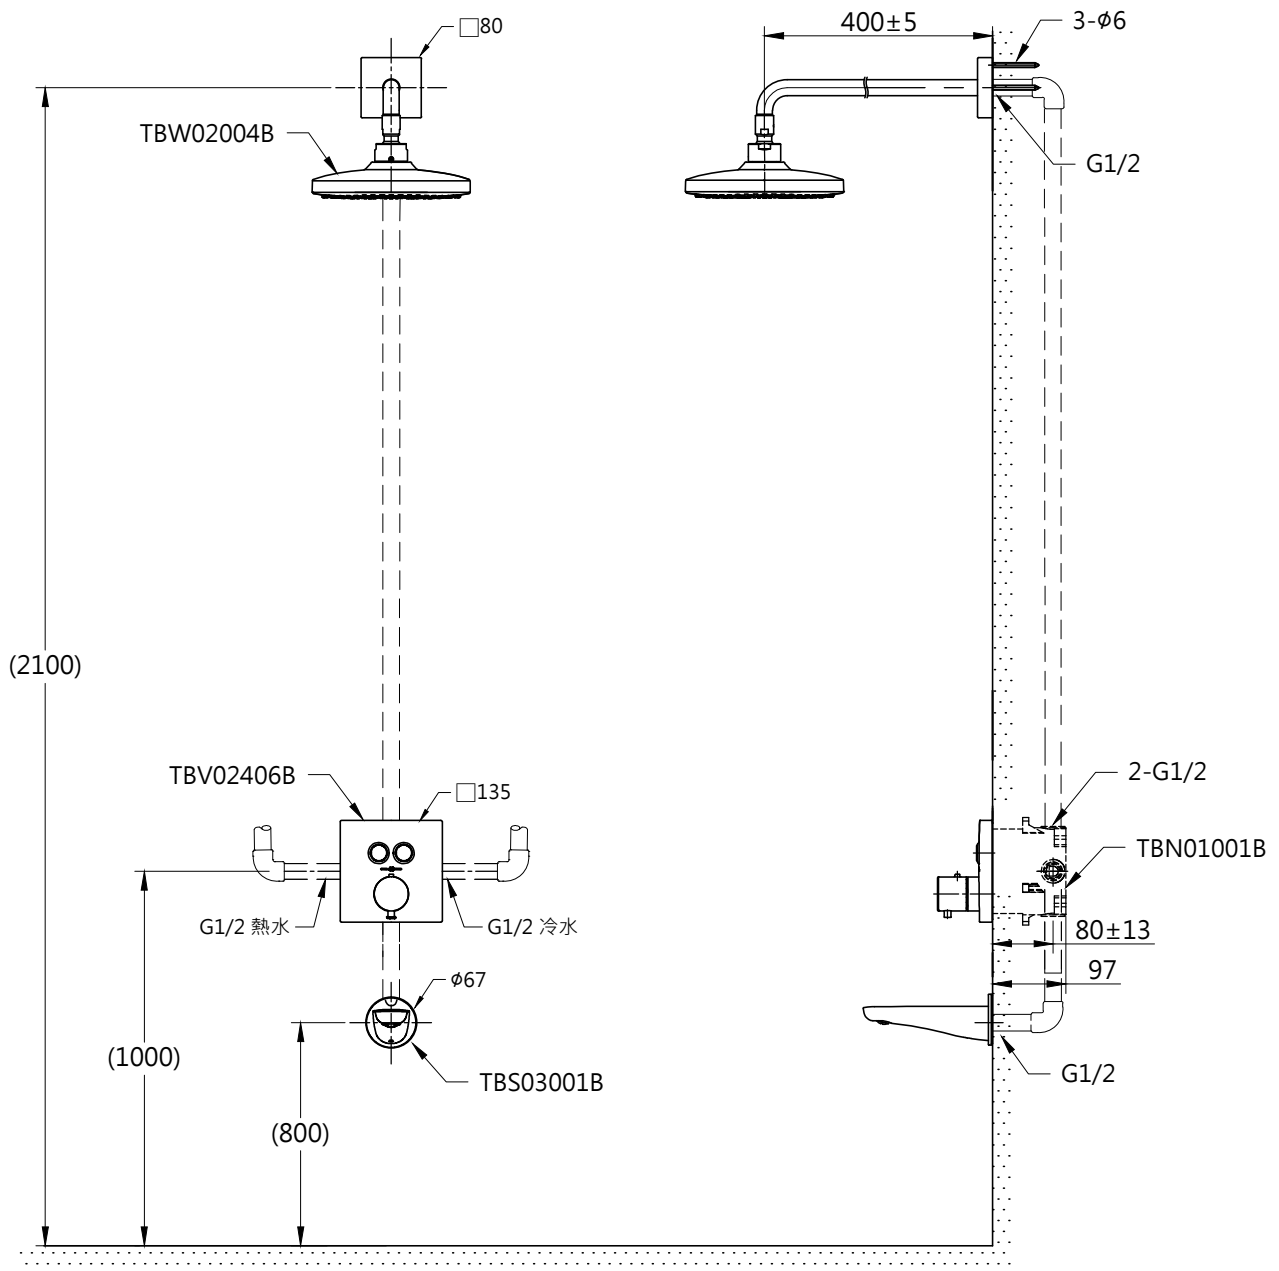 □80
400±5
3-ϕ6
TBW02004B
G1/2
(2100)
TBV02406B
□135
2-G1/2
TBN01001B
G1/2 熱水
G1/2 冷水
80±13
97
ϕ67
(1000)
TBS03001B
G1/2
(800)